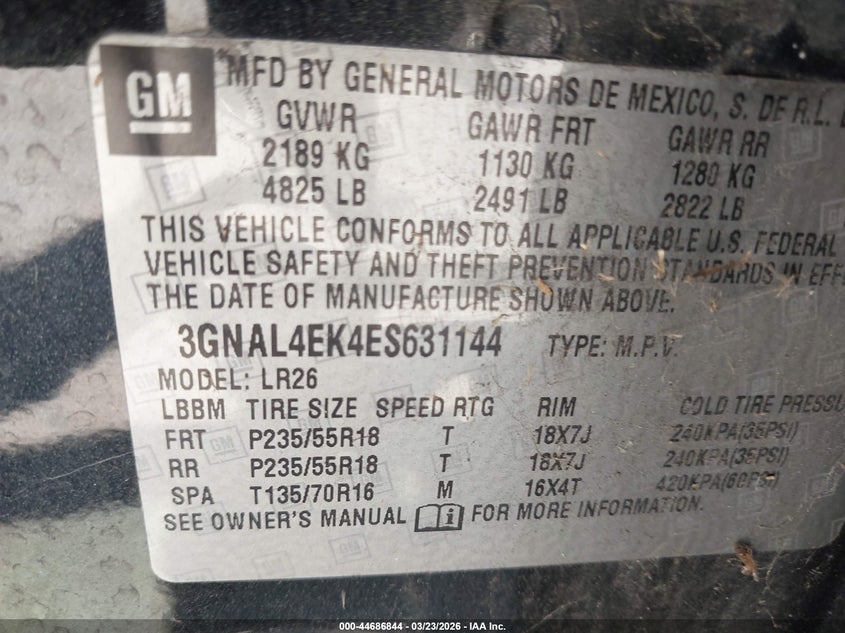 GM
MFD BY GENERAL MOTORS DE MEXICO, S. DE R.L.
GVWR GAWR FRT GAWR RR
2189 KG 1130 KG 1280 KG
4825 LB 2491 LB 2822 LB
THIS VEHICLE CONFORMS TO ALL APPLICABLE U.S. FEDERAL
VEHICLE SAFETY AND THEFT PREVENTION STANDARDS IN EFFE
THE DATE OF MANUFACTURE SHOWN ABOVE.
3GNAL4EK4ES631144 TYPE: M.P.V.
MODEL: LR26
LBBM TIRE SIZE SPEED RTG RIM COLD TIRE PRESSU
FRT P235/55R18 T 18X7J 240KPA(35PSI)
RR P235/55R18 T 18X7J 240KPA(35PSI)
SPA T135/70R16 M 16X4T 420KPA(60PSI)
SEE OWNER'S MANUAL FOR MORE INFORMATION.
000-44686844 | 03/23/2026 - IAA Inc.